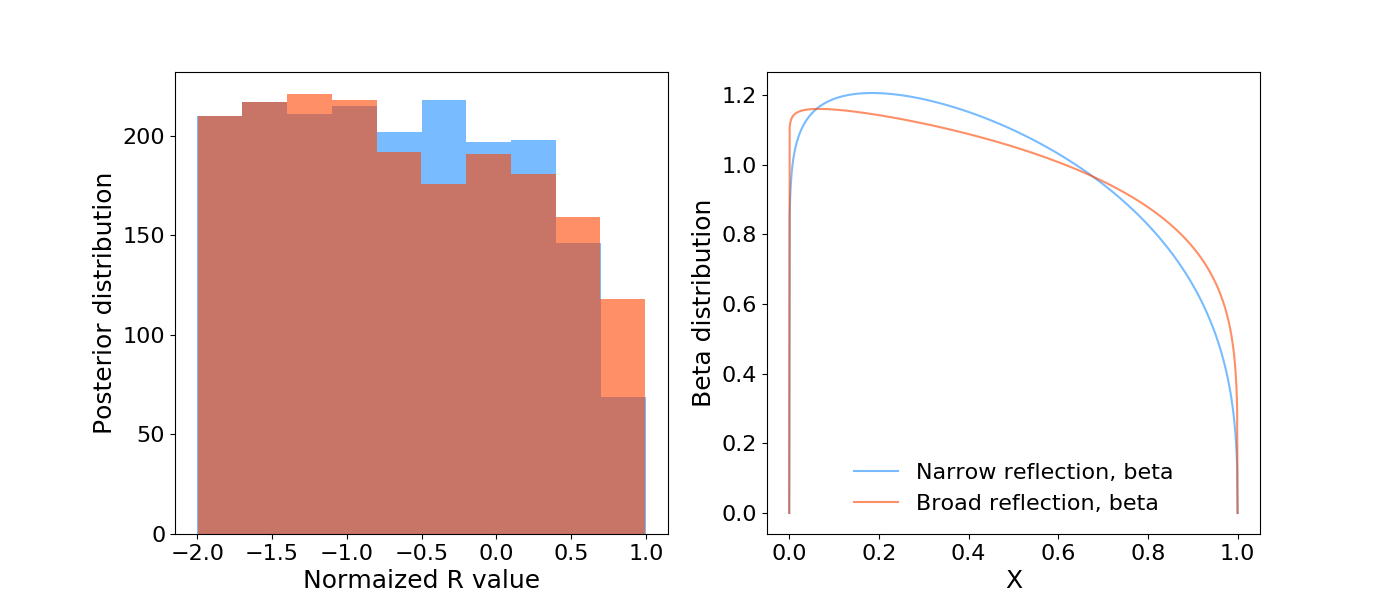 Posterior distribution
200
150
100
50
0
−2.0 −1.5 −1.0 −0.5 0.0 0.5 1.0
Normaized R value
Beta distribution
1.2
1.0
0.8
0.6
0.4
0.2
0.0
Narrow reflection, beta
Broad reflection, beta
0.0 0.2 0.4 0.6 0.8 1.0
X